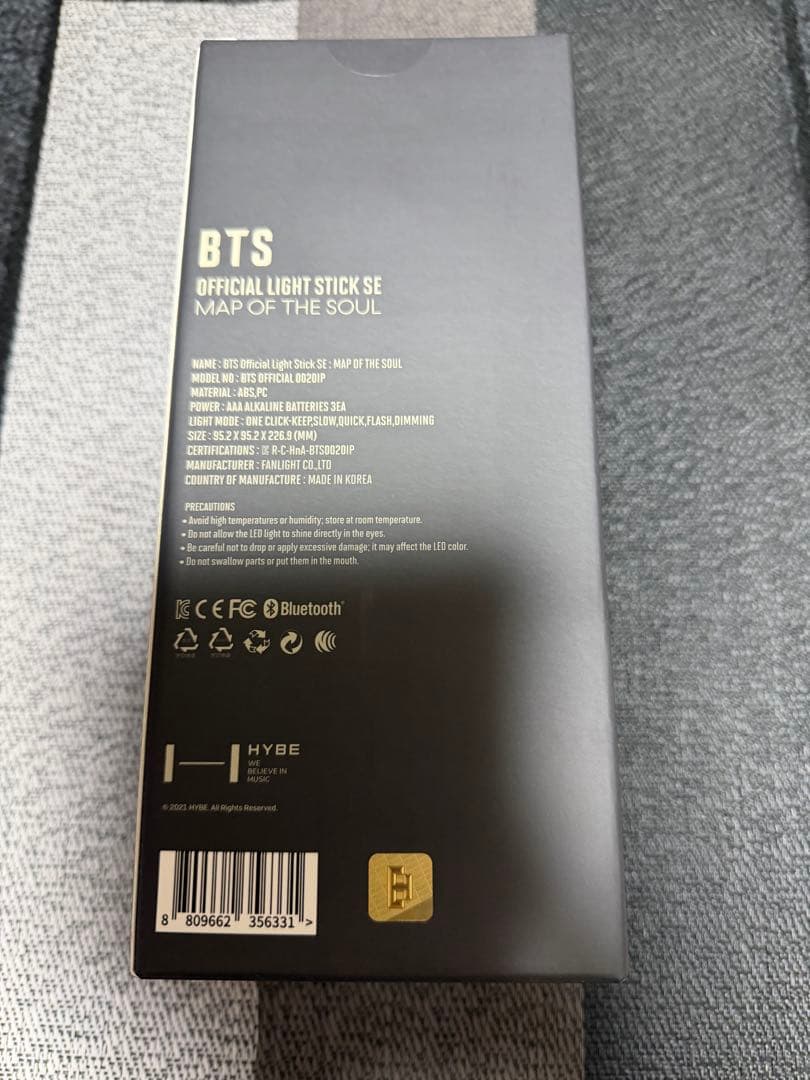 BTS
OFFICIAL LIGHT STICK SE
MAP OF THE SOUL
NAME : BTS Official Light Stick SE : MAP OF THE SOUL
MODEL NO : BTS OFFICIAL 0020IP
MATERIAL : ABS,PC
POWER : AAA ALKALINE BATTERIES 3EA
LIGHT MODE : ONE CLICK-KEEP,SLOW,QUICK,FLASH,DIMMING
SIZE : 95.2 X 95.2 X 226.9 (MM)
CERTIFICATIONS : R-C-HnA-BTS0020IP
MANUFACTURER : FANLIGHT CO.,LTD
COUNTRY OF MANUFACTURE : MADE IN KOREA
PRECAUTIONS
• Avoid high temperatures or humidity; store at room temperature.
• Do not allow the LED light to shine directly in the eyes.
• Be careful not to drop or apply excessive damage; it may affect the LED color.
• Do not swallow parts or put them in the mouth.
CE FC Bluetooth®
HYBE
WE
BELIEVE IN
MUSIC
© 2021 HYBE. All Rights Reserved.
8 809662 356331 >